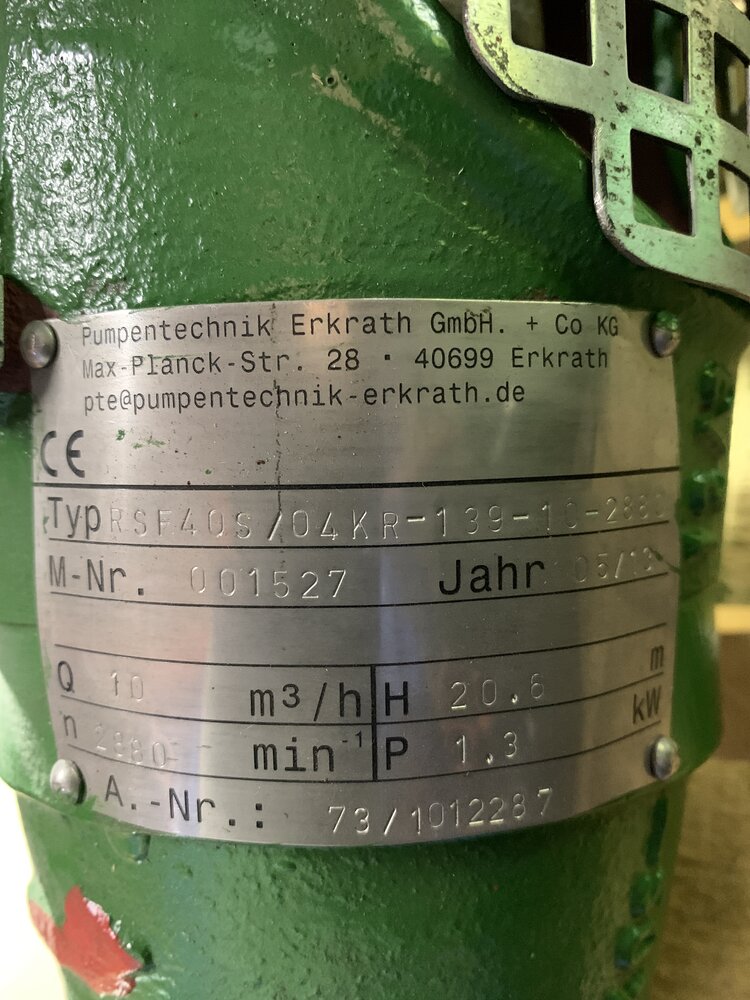 Pumpentechnik Erkrath GmbH. + Co KG
Max-Planck-Str. 28 · 40699 Erkrath
pte@pumpentechnik-erkrath.de
CE
Typ RSF40S/04KR-139-10-2880
M-Nr. 001527 Jahr 05/13
Q 10 m³/h H 20.6 m
n 2880 min⁻¹ P 1.3 kW
A.-Nr.: 73/1012287